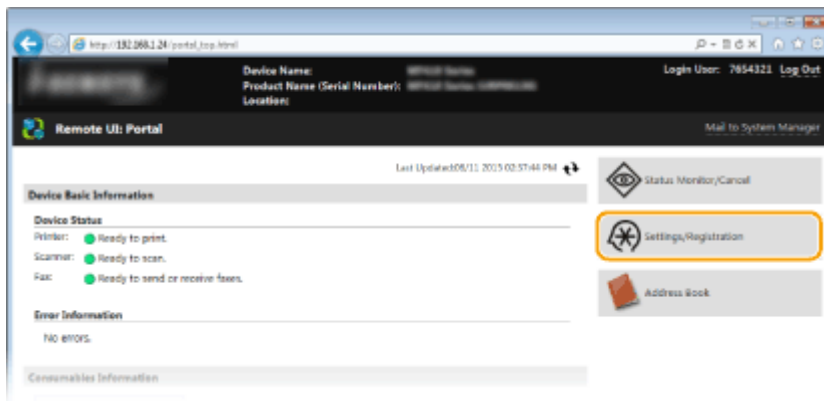 http://192.168.1.24/portal_top.html
Device Name:
Login User: 7654321 Log Out
Product Name (Serial Number):
Location:
Remote UI: Portal
Mail to System Manager
Last Updated:08/11 2015 02:57:44 PM
Status Monitor/Cancel
Device Basic Information
Device Status
Printer: Ready to print.
Scanner: Ready to scan.
Fax: Ready to send or receive faxes.
Settings/Registration
Error Information
No errors.
Address Book
Consumables Information